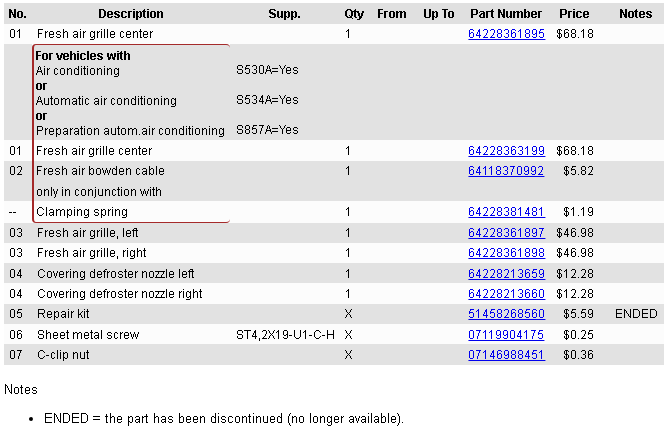 No. Description Supp. Qty From Up To Part Number Price Notes
01 Fresh air grille center 1 64228361895 $68.18
For vehicles with
Air conditioning S530A=Yes
or
Automatic air conditioning S534A=Yes
or
Preparation autom.air conditioning S857A=Yes
01 Fresh air grille center 1 64228363199 $68.18
02 Fresh air bowden cable 1 64118370992 $5.82
only in conjunction with
-- Clamping spring 1 64228381481 $1.19
03 Fresh air grille, left 1 64228361897 $46.98
03 Fresh air grille, right 1 64228361898 $46.98
04 Covering defroster nozzle left 1 64228213659 $12.28
04 Covering defroster nozzle right 1 64228213660 $12.28
05 Repair kit X 51458268560 $5.59 ENDED
06 Sheet metal screw ST4,2X19-U1-C-H X 07119904175 $0.25
07 C-clip nut X 07146988451 $0.36
Notes
• ENDED = the part has been discontinued (no longer available).